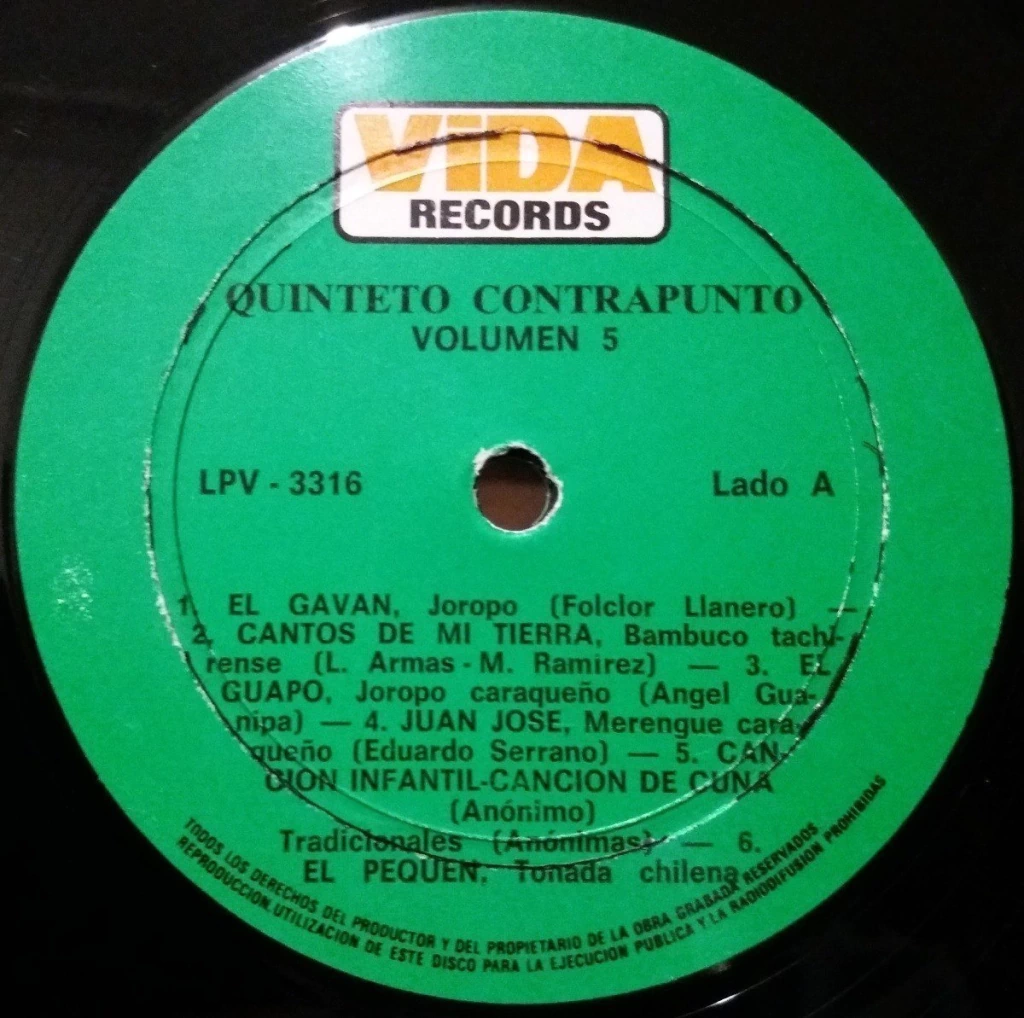 ViDA
RECORDS
QUINTETO CONTRAPUNTO
VOLUMEN 5
LPV - 3316
Lado A
1. EL GAVAN, Joropo (Folclor Llanero) —
2. CANTOS DE MI TIERRA, Bambuco tachi-
rense (L. Armas - M. Ramirez) — 3. EL
GUAPO, Joropo caraqueño (Angel Gua-
nipa) — 4. JUAN JOSE, Merengue cara-
queño (Eduardo Serrano) — 5. CAN-
CION INFANTIL-CANCION DE CUNA
(Anónimo)
Tradicionales (Anónimas) — 6.
EL PEQUEN, Tonada chilena
TODOS LOS DERECHOS DEL PRODUCTOR Y DEL PROPIETARIO DE LA OBRA GRABADA RESERVADOS
REPRODUCCION, UTILIZACION DE ESTE DISCO PARA LA EJECUCION PUBLICA Y LA RADIODIFUSION PROHIBIDAS